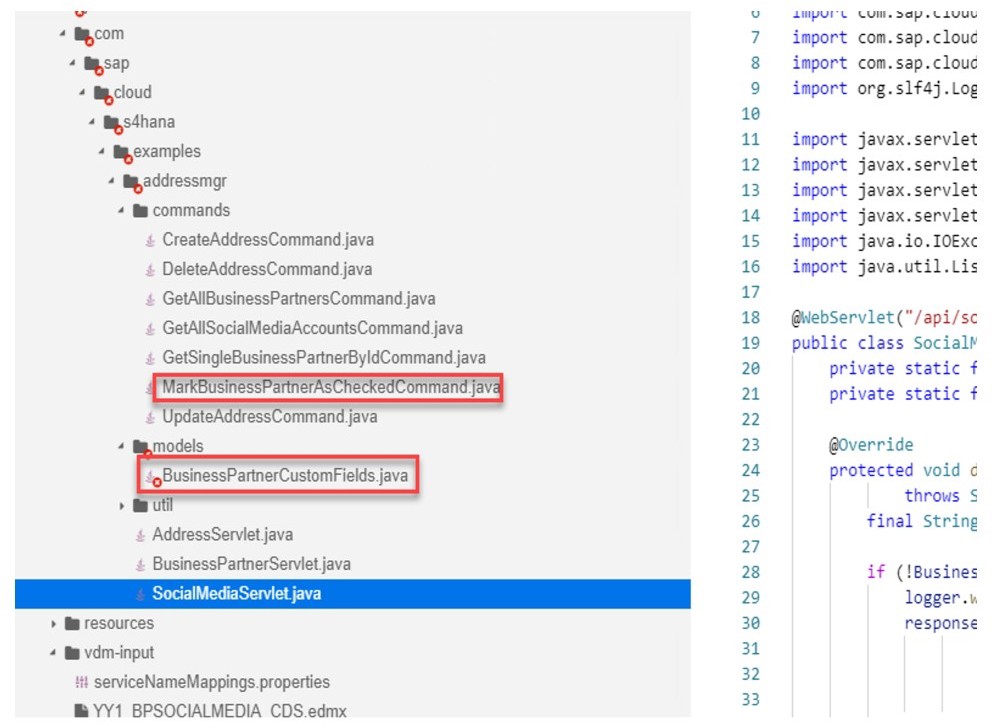 com
sap
cloud
s4hana
examples
addressmgr
commands
CreateAddressCommand.java
DeleteAddressCommand.java
GetAllBusinessPartnersCommand.java
GetAllSocialMediaAccountsCommand.java
GetSingleBusinessPartnerByIdCommand.java
MarkBusinessPartnerAsCheckedCommand.java
UpdateAddressCommand.java
models
BusinessPartnerCustomFields.java
util
AddressServlet.java
BusinessPartnerServlet.java
SocialMediaServlet.java
resources
vdm-input
serviceNameMappings.properties
YY1_BPSOCIALMEDIA_CDS.edmx
6 import com.sap.cloud
7 import com.sap.cloud
8 import com.sap.cloud
9 import org.slf4j.Log
10
11 import javax.servlet
12 import javax.servlet
13 import javax.servlet
14 import javax.servlet
15 import java.io.IOExc
16 import java.util.Lis
17
18 @WebServlet("/api/so
19 public class SocialM
20 private static f
21 private static f
22
23 @Override
24 protected void d
25 throws S
26 final String
27
28 if (!Busines
29 logger.w
30 response
31
32
33